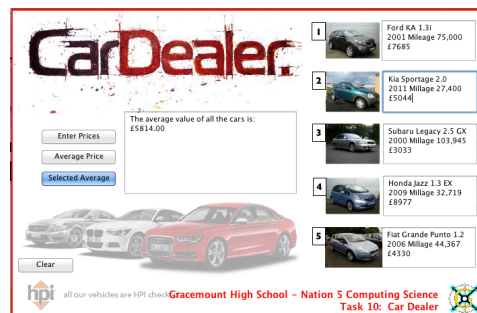 CarDealer
Enter Prices
Average Price
Selected Average
The average value of all the cars is:
£5814.00
Clear
1
Ford KA 1.3i
2001 Mileage 75,000
£7685
2
Kia Sportage 2.0
2011 Millage 27,400
£5044
3
Subaru Legacy 2.5 GX
2000 Millage 103,945
£3033
4
Honda Jazz 1.3 EX
2009 Millage 32,719
£8977
5
Fiat Grande Punto 1.2
2006 Millage 44,367
£4330
hpi all our vehicles are HPI check
Gracemount High School - Nation 5 Computing Science
Task 10: Car Dealer